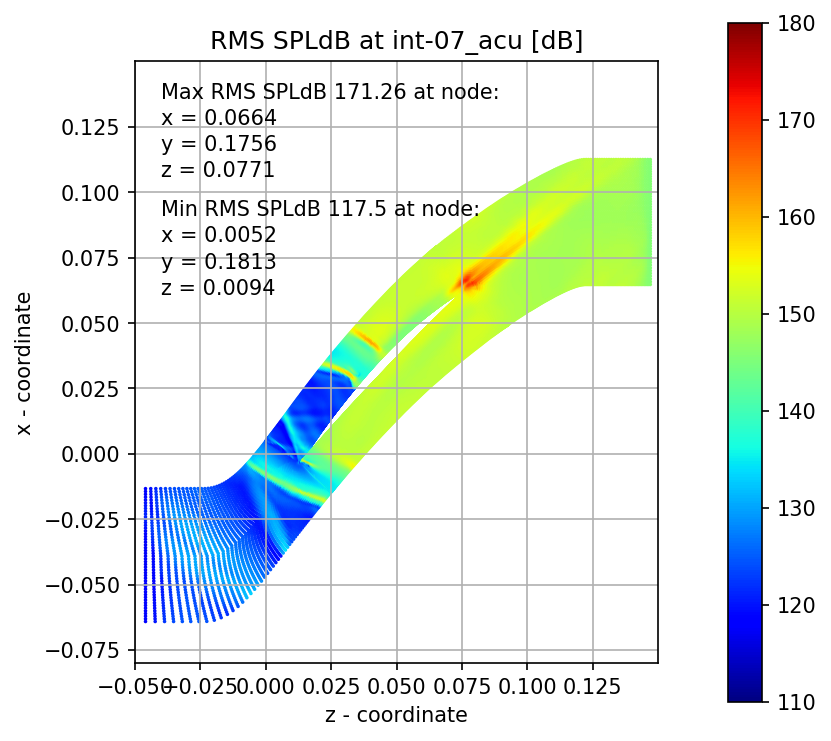 RMS SPLdB at int-07_acu [dB]
Max RMS SPLdB 171.26 at node:
x = 0.0664
y = 0.1756
z = 0.0771
Min RMS SPLdB 117.5 at node:
x = 0.0052
y = 0.1813
z = 0.0094
x - coordinate
0.125
0.100
0.075
0.050
0.025
0.000
−0.025
−0.050
−0.075
−0.050
−0.025
0.000
0.025
0.050
0.075
0.100
0.125
z - coordinate
180
170
160
150
140
130
120
110